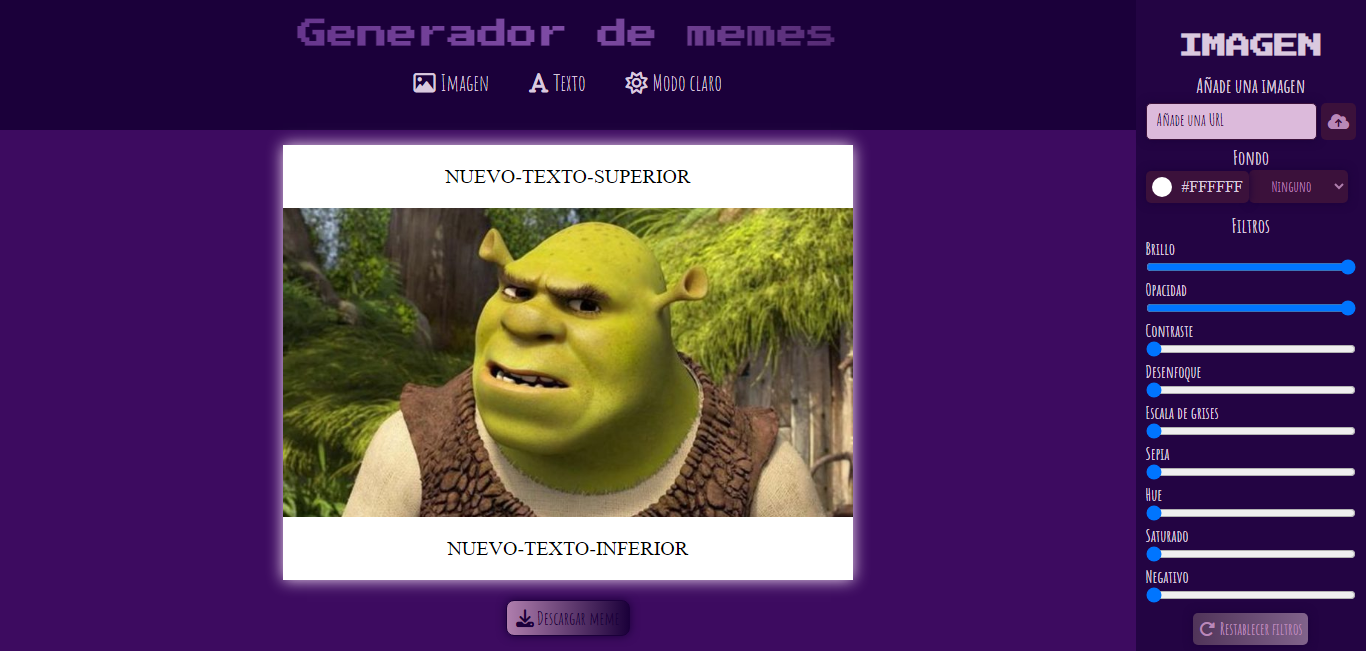 Generador de memes
Imagen
Texto
Modo claro
NUEVO-TEXTO-SUPERIOR
NUEVO-TEXTO-INFERIOR
Descargar meme
IMAGEN
Añade una imagen
Añade una URL
Fondo
#FFFFFF
Ninguno
Filtros
Brillo
Opacidad
Contraste
Desenfoque
Escala de grises
Sepia
Hue
Saturado
Negativo
Restablecer filtros